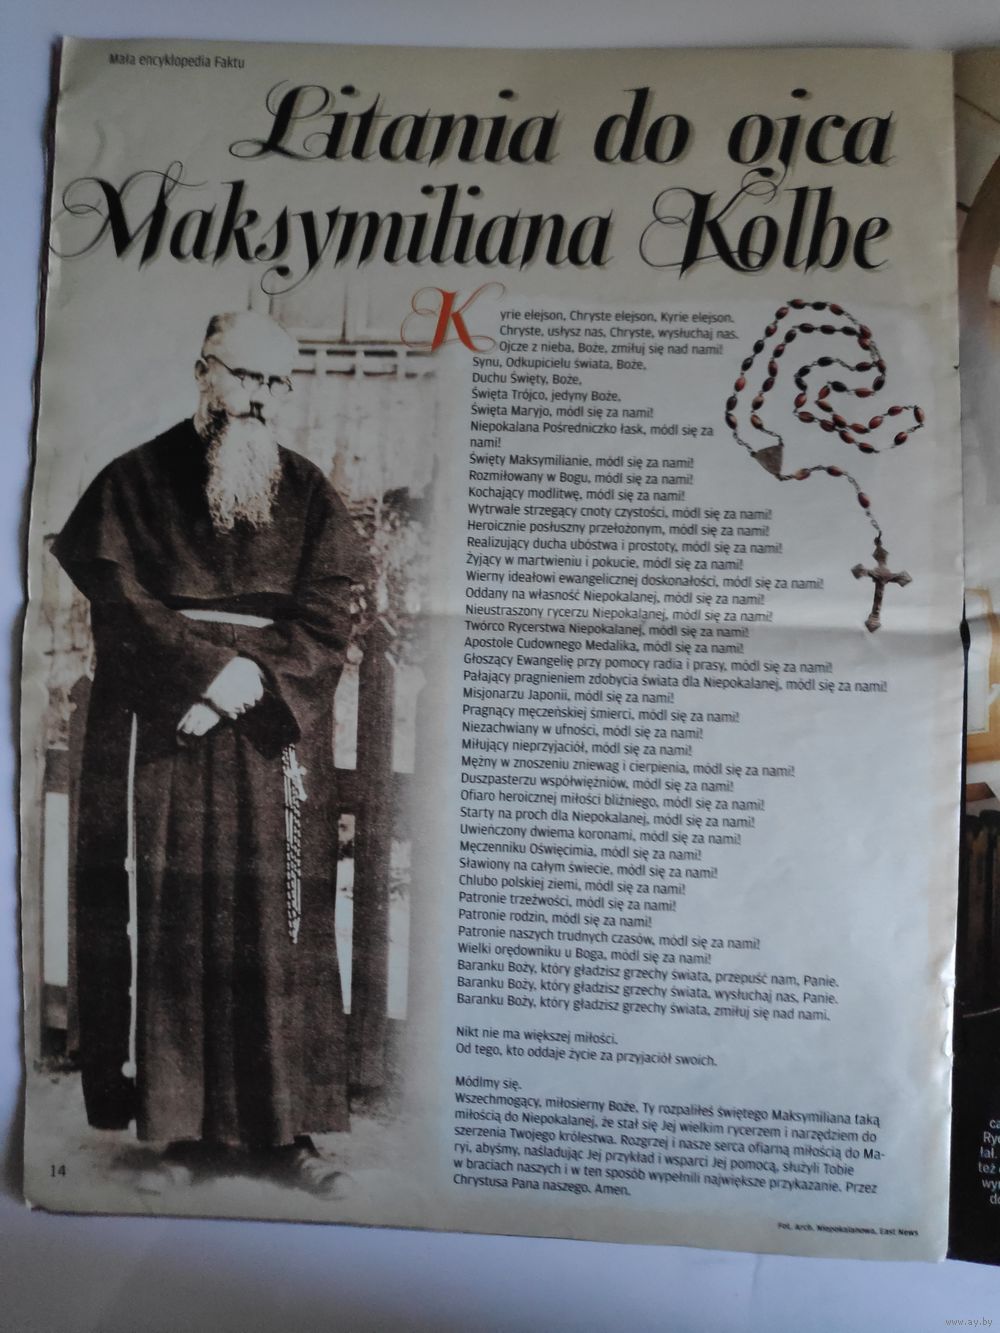 Mała encyklopedia Faktu
Litania do ojca
Maksymiliana Kolbe
Kyrie elejson, Chryste elejson, Kyrie elejson.
Chryste, usłysz nas, Chryste, wysłuchaj nas.
Ojcze z nieba, Boże, zmiłuj się nad nami!
Synu, Odkupicielu świata, Boże,
Duchu Święty, Boże,
Święta Trójco, jedyny Boże,
Święta Maryjo, módl się za nami!
Niepokalana Pośredniczko łask, módl się za
nami!
Święty Maksymilianie, módl się za nami!
Rozmiłowany w Bogu, módl się za nami!
Kochający modlitwę, módl się za nami!
Wytrwale strzegący cnoty czystości, módl się za nami!
Heroicznie posłuszny przełożonym, módl się za nami!
Realizujący ducha ubóstwa i prostoty, módl się za nami!
Żyjący w martwieniu i pokucie, módl się za nami!
Wierny ideałowi ewangelicznej doskonałości, módl się za nami!
Oddany na własność Niepokalanej, módl się za nami!
Nieustraszony rycerzu Niepokalanej, módl się za nami!
Twórco Rycerstwa Niepokalanej, módl się za nami!
Apostole Cudownego Medalika, módl się za nami!
Głoszący Ewangelię przy pomocy radia i prasy, módl się za nami!
Pałający pragnieniem zdobycia świata dla Niepokalanej, módl się za nami!
Misjonarzu Japonii, módl się za nami!
Pragnący męczeńskiej śmierci, módl się za nami!
Niezachwiany w ufności, módl się za nami!
Miłujący nieprzyjaciół, módl się za nami!
Mężny w znoszeniu zniewag i cierpienia, módl się za nami!
Duszpasterzu współwięźniów, módl się za nami!
Ofiaro heroicznej miłości bliźniego, módl się za nami!
Starty na proch dla Niepokalanej, módl się za nami!
Uwieńczony dwiema koronami, módl się za nami!
Męczenniku Oświęcimia, módl się za nami!
Sławiony na całym świecie, módl się za nami!
Chlubo polskiej ziemi, módl się za nami!
Patronie trzeźwości, módl się za nami!
Patronie rodzin, módl się za nami!
Patronie naszych trudnych czasów, módl się za nami!
Wielki orędowniku u Boga, módl się za nami!
Baranku Boży, który gładzisz grzechy świata, przepuść nam, Panie.
Baranku Boży, który gładzisz grzechy świata, wysłuchaj nas, Panie.
Baranku Boży, który gładzisz grzechy świata, zmiłuj się nad nami.
Nikt nie ma większej miłości.
Od tego, kto oddaje życie za przyjaciół swoich.
Módlmy się.
Wszechmogący, miłosierny Boże, Ty rozpaliłeś świętego Maksymiliana taką
miłością do Niepokalanej, że stał się Jej wielkim rycerzem i narzędziem do
szerzenia Twojego królestwa. Rozgrzej i nasze serca ofiarną miłością do Ma-
ryi, abyśmy, naśladując Jej przykład i wsparci Jej pomocą, służyli Tobie
w braciach naszych i w ten sposób wypełnili największe przykazanie. Przez
Chrystusa Pana naszego. Amen.
14
Fot. Arch. Niepokalanowa, East News
www.ay.by